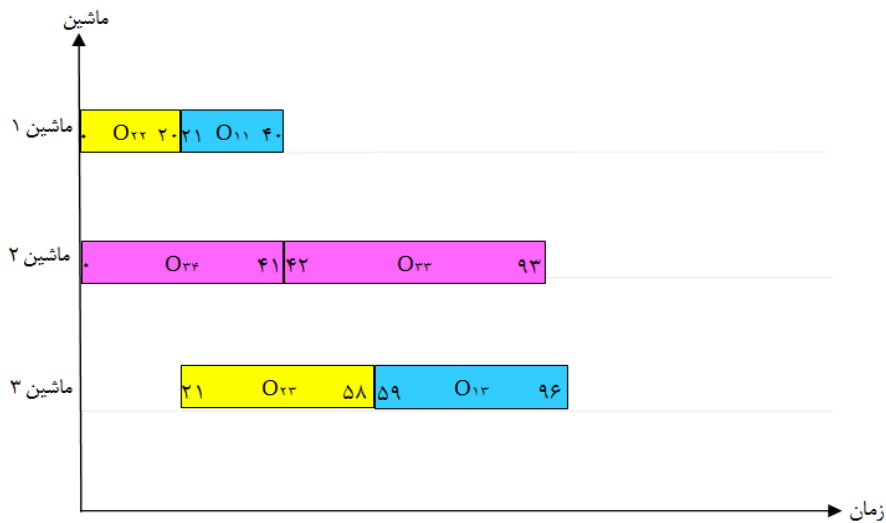 ماشین
ماشین ۱
۰ O۲۲ ۲۰ ۲۱ O۱۱ ۴۰
ماشین ۲
۰ O۳۴ ۴۱ ۴۲ O۳۳ ۹۳
ماشین ۳
۲۱ O۲۳ ۵۸ ۵۹ O۱۳ ۹۶
زمان